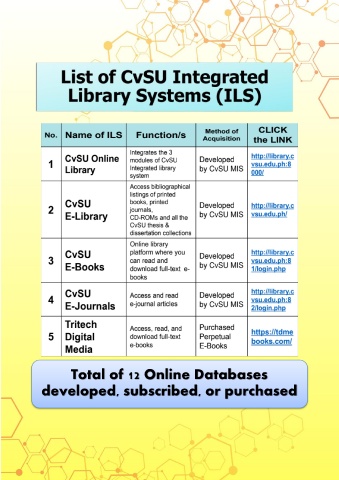 List of CvSU Integrated
Library Systems (ILS)
No. Name of ILS Function/s Method of Acquisition CLICK the LINK
1 CvSU Online Library Integrates the 3 modules of CvSU Integrated library system Developed by CvSU MIS http://library.cvsu.edu.ph:8000/
2 CvSU E-Library Access bibliographical listings of printed books, printed journals, CD-ROMs and all the CvSU thesis & dissertation collections Developed by CvSU MIS http://library.cvsu.edu.ph/
3 CvSU E-Books Online library platform where you can read and download full-text e-books Developed by CvSU MIS http://library.cvsu.edu.ph:81/login.php
4 CvSU E-Journals Access and read e-journal articles Developed by CvSU MIS http://library.cvsu.edu.ph:82/login.php
5 Tritech Digital Media Access, read, and download full-text e-books Purchased Perpetual E-Books https://tdmebooks.com/
Total of 12 Online Databases
developed, subscribed, or purchased